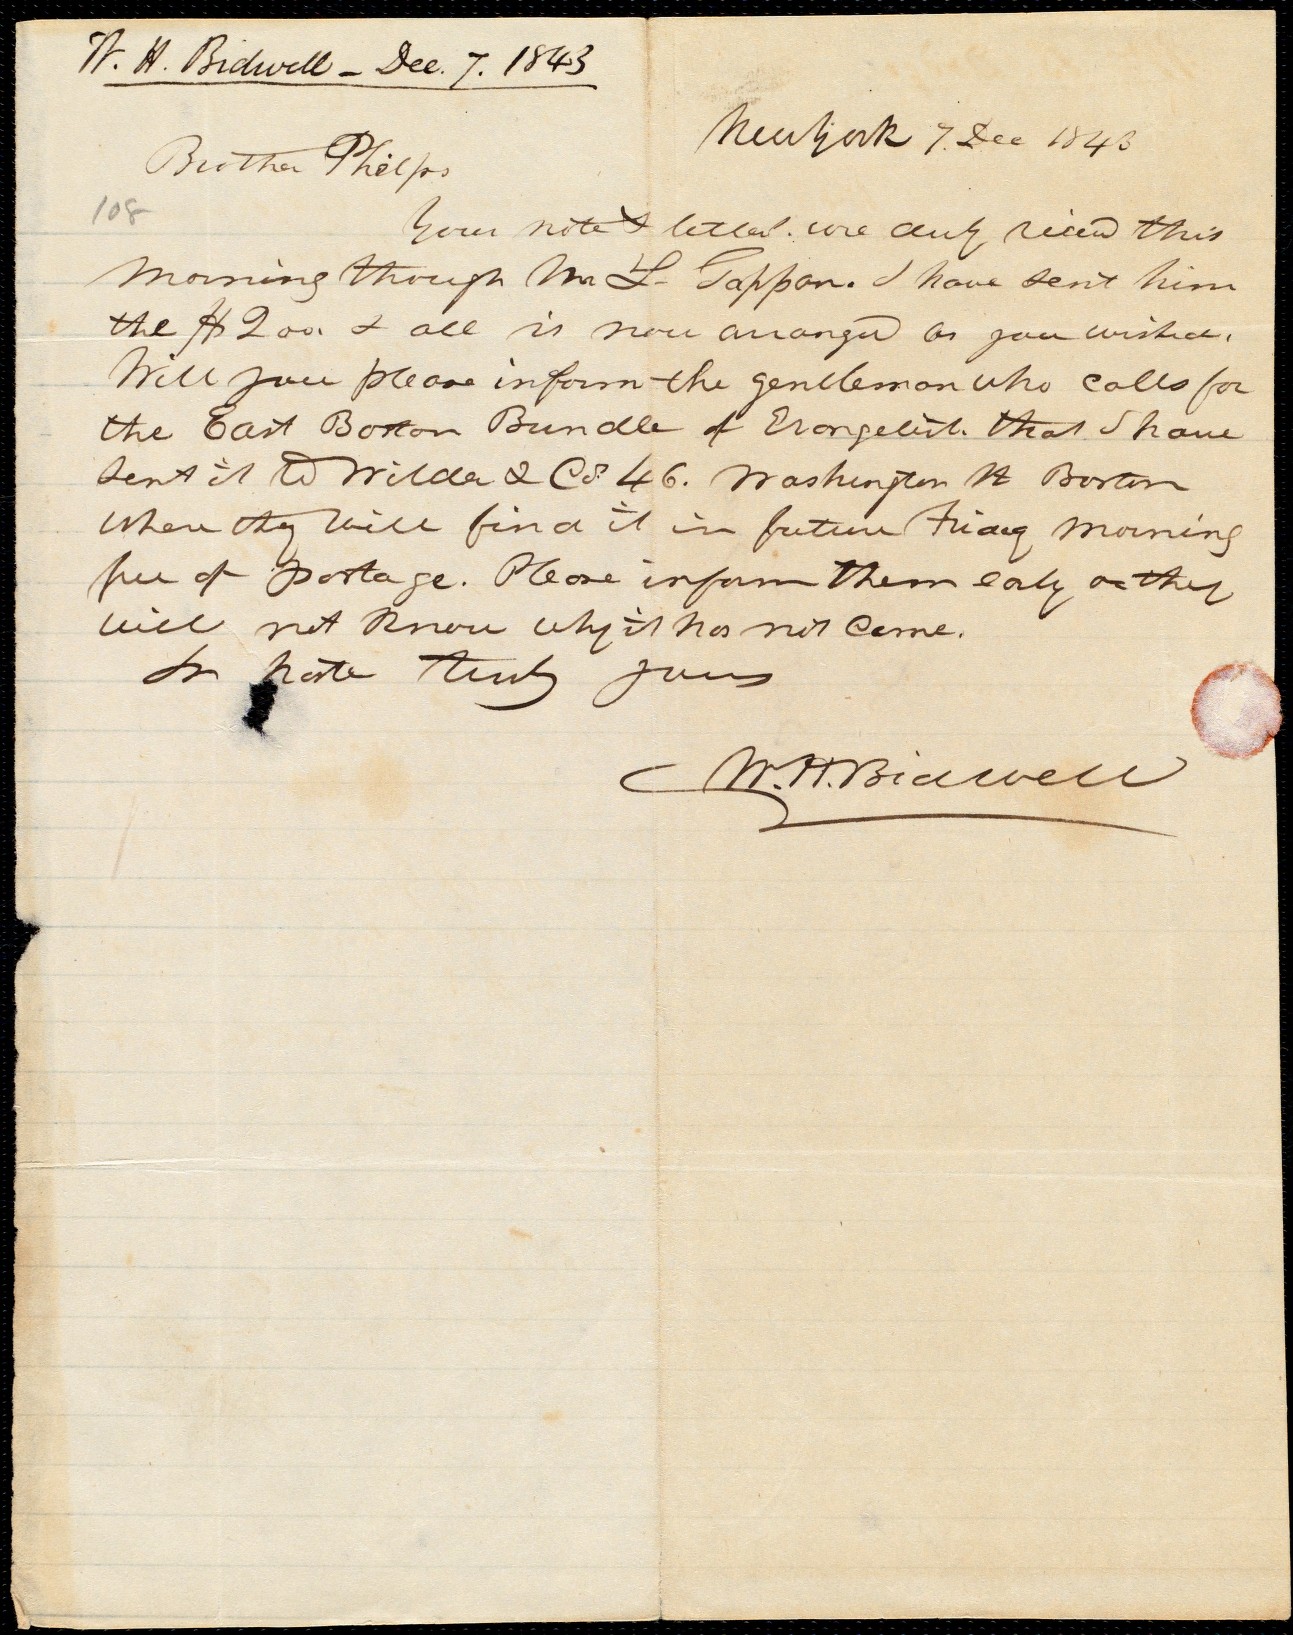 W. H. Bidwell - Dec. 7. 1843
New York 7. Dec 1843
Brother Phelps
108
Your note & letter. were duly recd this
morning through Mr L. Tappan. I have sent him
the $200. & all is now arranged as you wished.
Will you please inform the gentleman who calls for
the East Boston Bundle of Evangelist. that I have
sent it to Wilder & Co. 46. Washington St Boston
where they will find it in future Friday morning
free of postage. Please inform them early as they
will not know why it has not come.
In haste truly yours
W. H. Bidwell